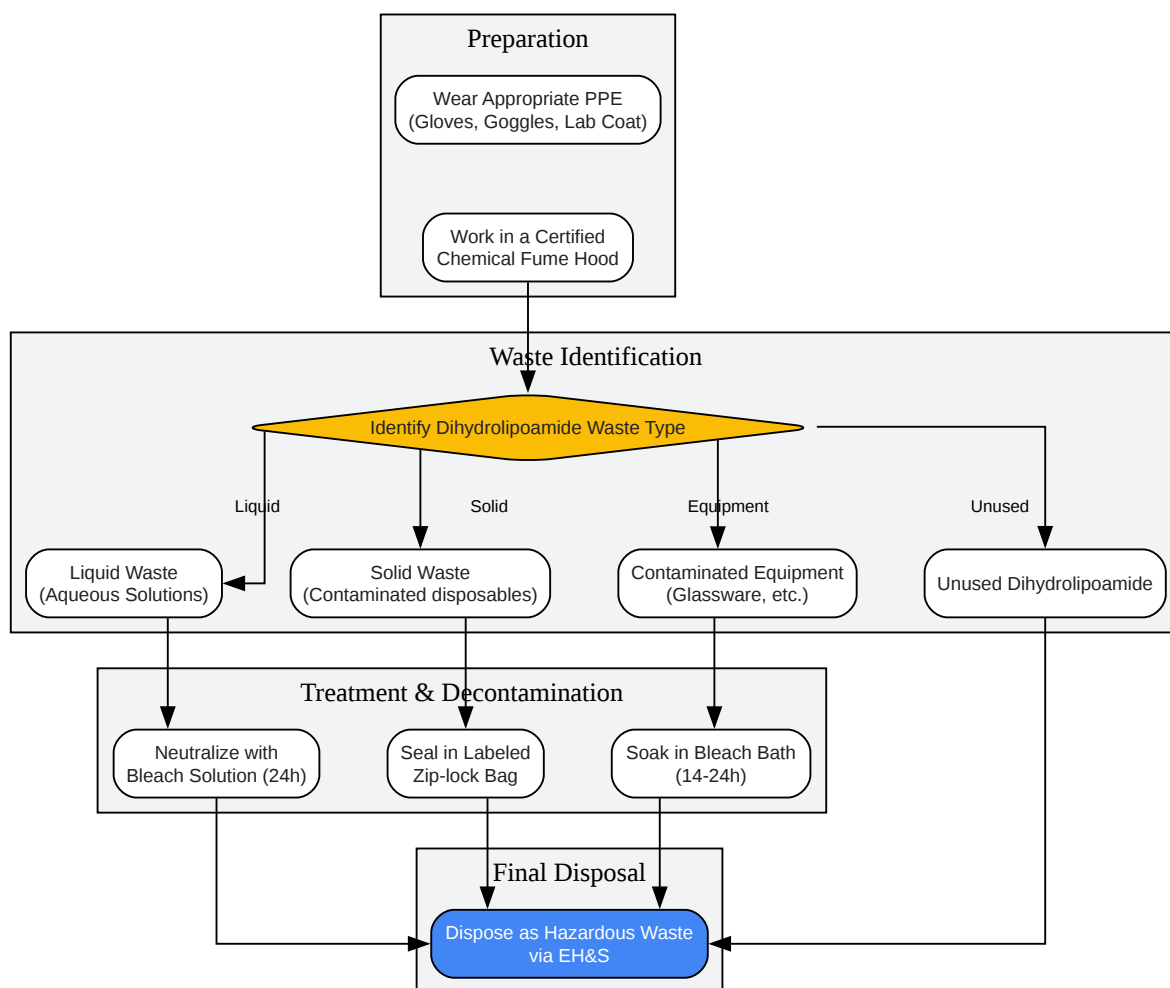 Preparation
Wear Appropriate PPE
(Gloves, Goggles, Lab Coat)
Work in a Certified
Chemical Fume Hood
Waste Identification
Identify Dihydrolipoamide Waste Type
Liquid
Solid
Equipment
Unused
Liquid Waste
(Aqueous Solutions)
Solid Waste
(Contaminated disposables)
Contaminated Equipment
(Glassware, etc.)
Unused Dihydrolipoamide
Treatment & Decontamination
Neutralize with
Bleach Solution (24h)
Seal in Labeled
Zip-lock Bag
Soak in Bleach Bath
(14-24h)
Final Disposal
Dispose as Hazardous Waste
via EH&S